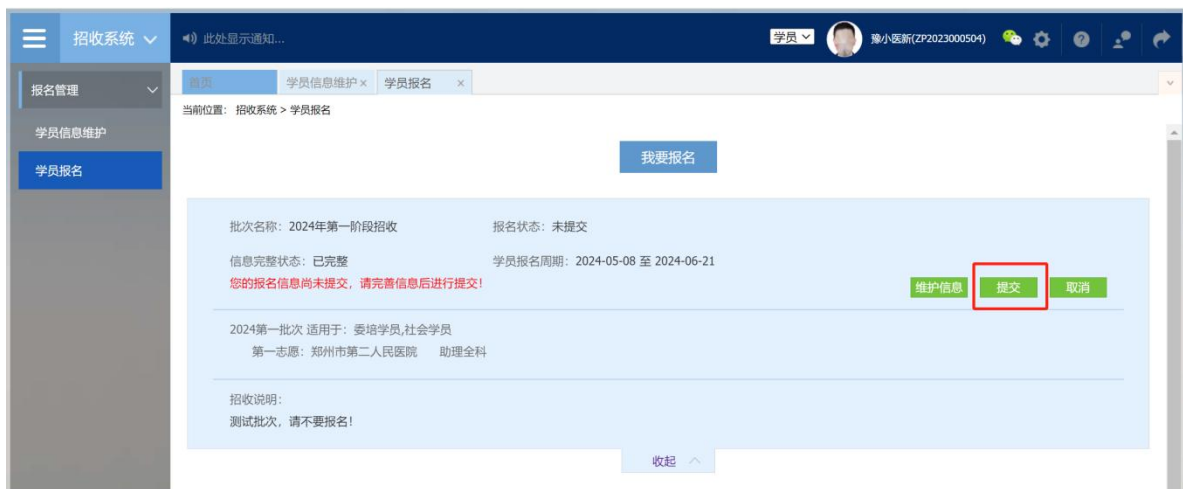 招收系统 此处显示通知... 学员 豫小医新(ZP2023000504)
报名管理
学员信息维护
学员报名
首页 学员信息维护× 学员报名 ×
当前位置： 招收系统 > 学员报名
我要报名
批次名称：2024年第一阶段招收 报名状态：未提交
信息完整状态：已完整 学员报名周期：2024-05-08 至 2024-06-21
您的报名信息尚未提交，请完善信息后进行提交！
维护信息 提交 取消
2024第一批次 适用于：委培学员,社会学员
第一志愿：郑州市第二人民医院 助理全科
招收说明：
测试批次，请不要报名！
收起